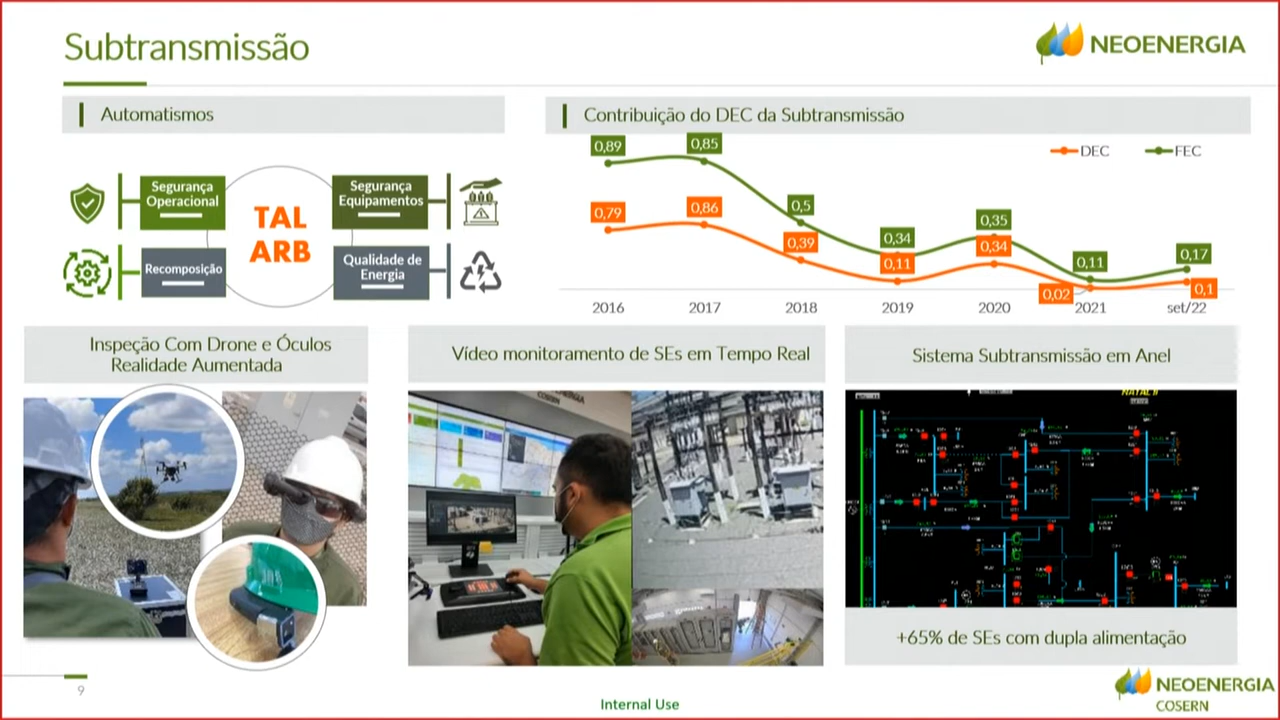 Subtransmissão
NEOENERGIA
Automatismos
Segurança
Operacional
Segurança
Equipamentos
TAL
ARB
Recomposição
Qualidade de
Energia
Contribuição do DEC da Subtransmissão
DEC FEC
0,89 0,85 0,5 0,34 0,35 0,11 0,17
0,79 0,86 0,39 0,11 0,34 0,02 0,1
2016 2017 2018 2019 2020 2021 set/22
Inspeção Com Drone e Óculos
Realidade Aumentada
Vídeo monitoramento de SEs em Tempo Real
NEOENERGIA
COSERN
Sistema Subtransmissão em Anel
NATAL II
+65% de SEs com dupla alimentação
9
Internal Use
NEOENERGIA
COSERN